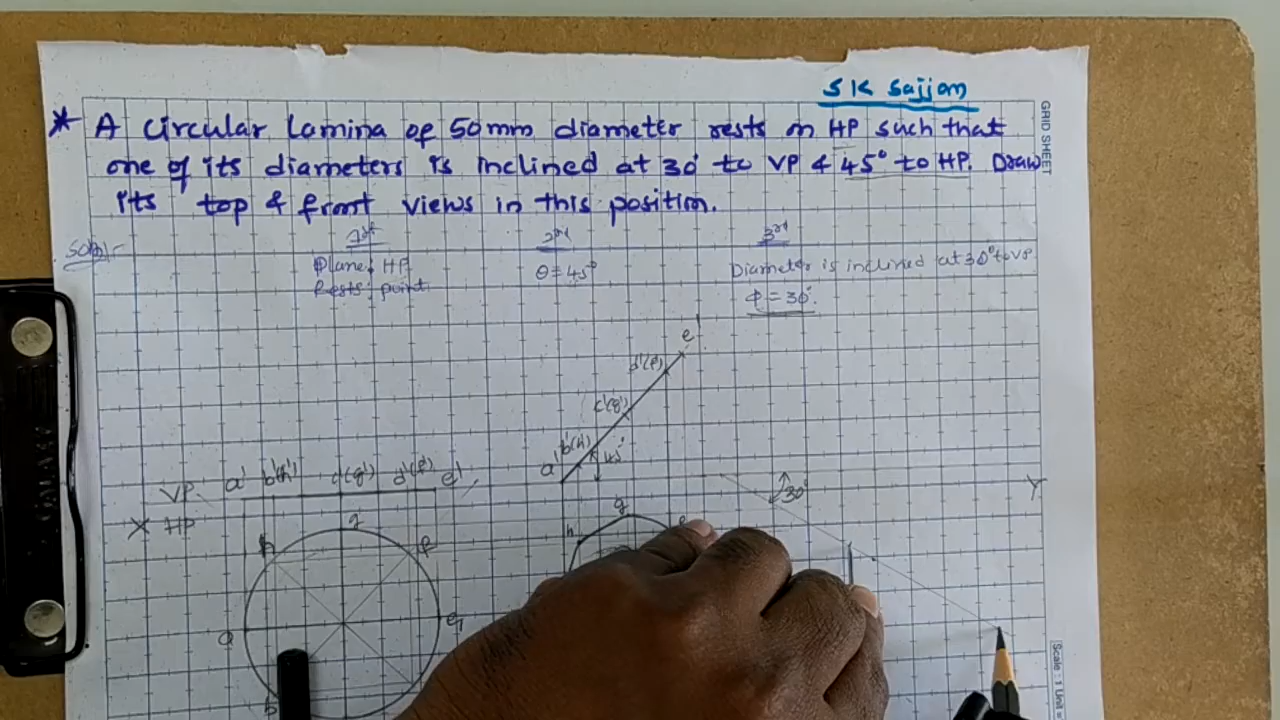 SK Sajjan
* A Circular Lamina of 50mm diameter rests on HP such that
one of its diameters is inclined at 30° to VP & 45° to HP. Draw
its top & front views in this position.
GRID SHEET
Soln:-
1st 2nd 3rd
Plane: HP θ = 45° Diameter is inclined at 30° to VP
Rests: point φ = 30°.
e'
d'(f')
c'(g')
b'(h')
a' 45°
VP a' b'(h') c'(g') d'(f') e' 30° Y
X HP
g g f
h f h
a e
b
Scale : 1 Unit =